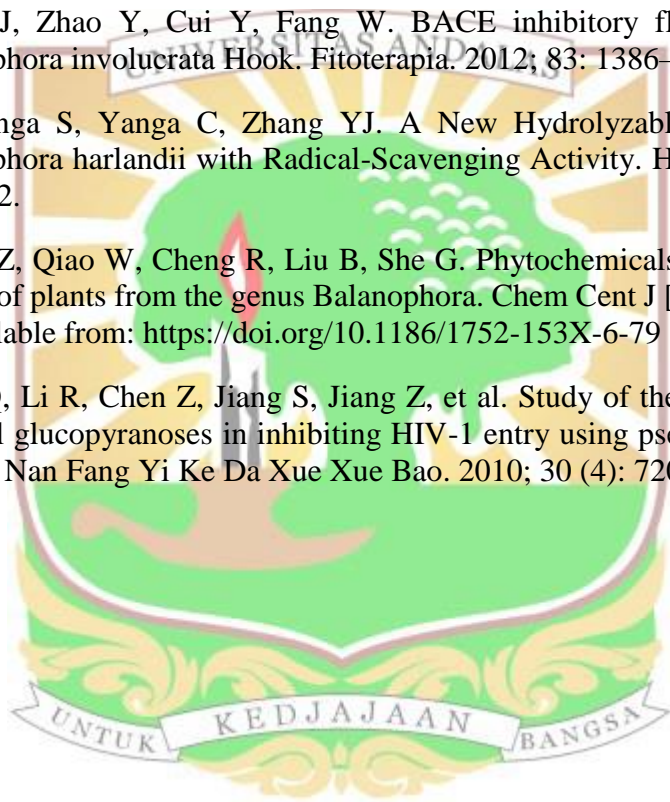 J, Zhao Y, Cui Y, Fang W. BACE inhibitory fl
phora involucrata Hook. Fitoterapia. 2012; 83: 1386–
nga S, Yanga C, Zhang YJ. A New Hydrolyzabl
phora harlandii with Radical-Scavenging Activity. H
2.
Z, Qiao W, Cheng R, Liu B, She G. Phytochemicals
of plants from the genus Balanophora. Chem Cent J [
lable from: https://doi.org/10.1186/1752-153X-6-79
, Li R, Chen Z, Jiang S, Jiang Z, et al. Study of the
l glucopyranoses in inhibiting HIV-1 entry using pse
Nan Fang Yi Ke Da Xue Xue Bao. 2010; 30 (4): 720
UNIVERSITAS ANDALAS
UNTUK KEDJAJAAN BANGSA